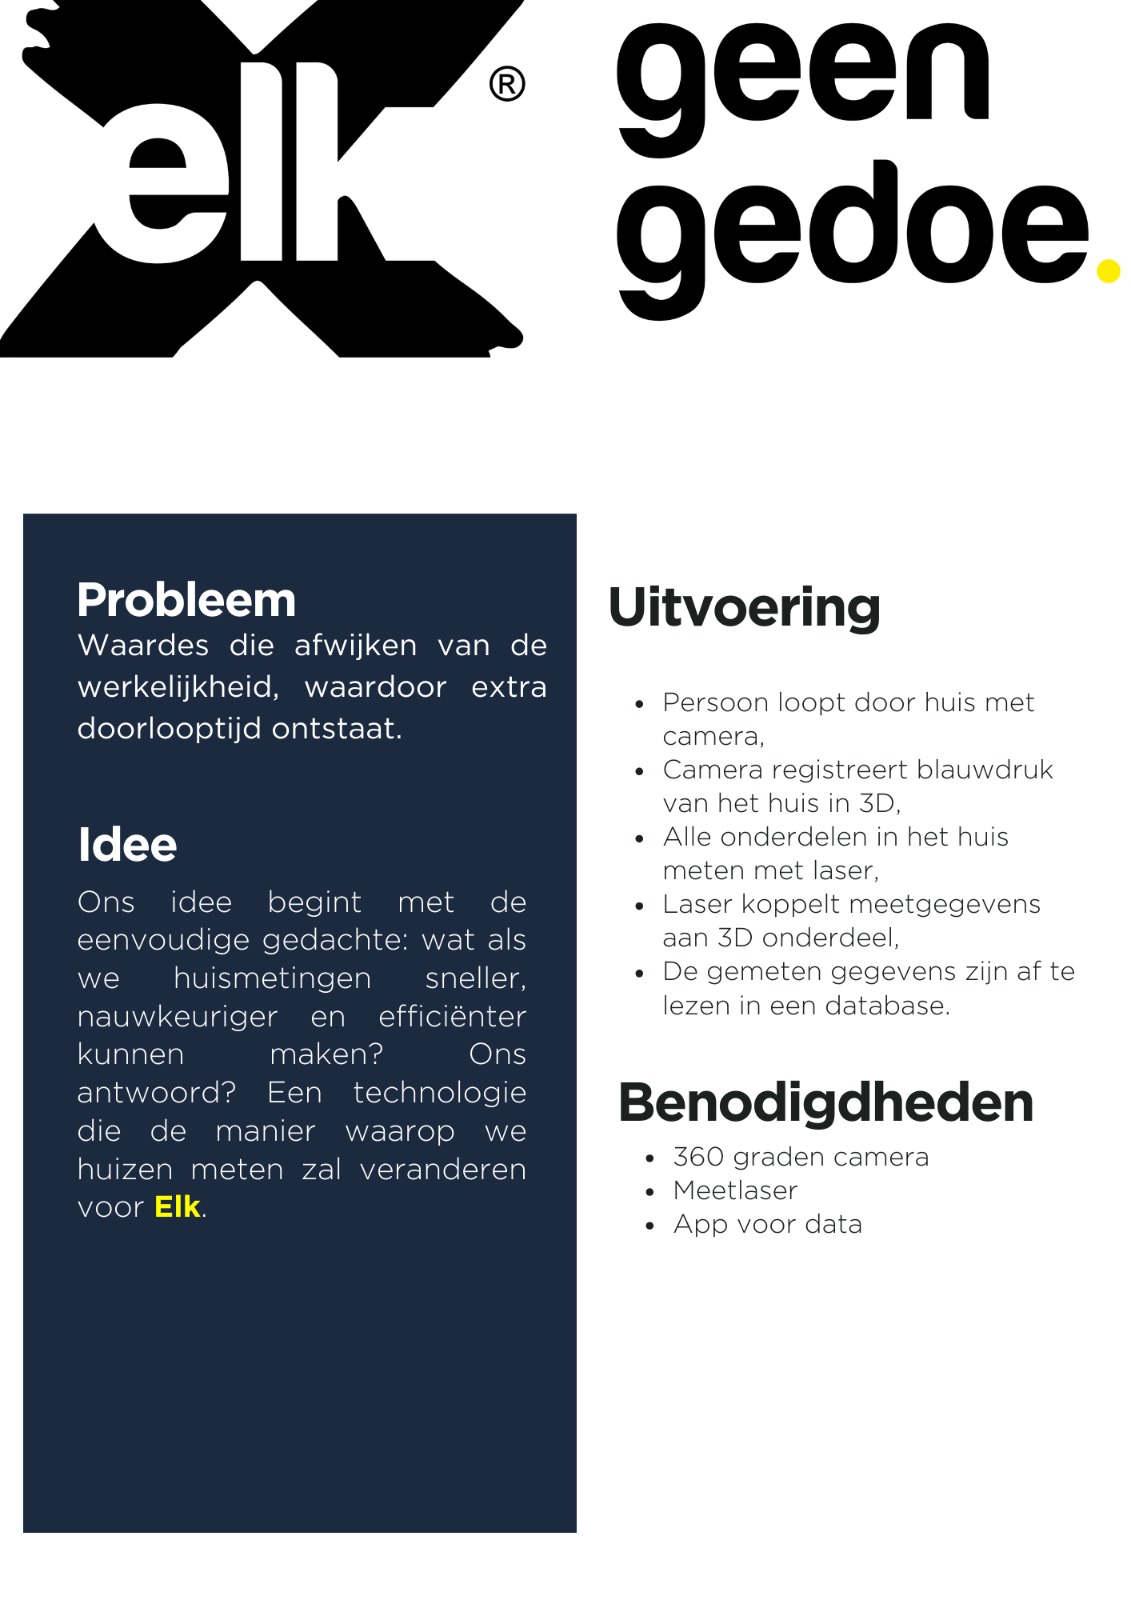 elk
®
geen
gedoe.
Probleem
Waardes die afwijken van de
werkelijkheid, waardoor extra
doorlooptijd ontstaat.
Idee
Ons idee begint met de
eenvoudige gedachte: wat als
we huismetingen sneller,
nauwkeuriger en efficiënter
kunnen maken? Ons
antwoord? Een technologie
die de manier waarop we
huizen meten zal veranderen
voor Elk.
Uitvoering
• Persoon loopt door huis met
camera,
• Camera registreert blauwdruk
van het huis in 3D,
• Alle onderdelen in het huis
meten met laser,
• Laser koppelt meetgegevens
aan 3D onderdeel,
• De gemeten gegevens zijn af te
lezen in een database.
Benodigdheden
• 360 graden camera
• Meetlaser
• App voor data